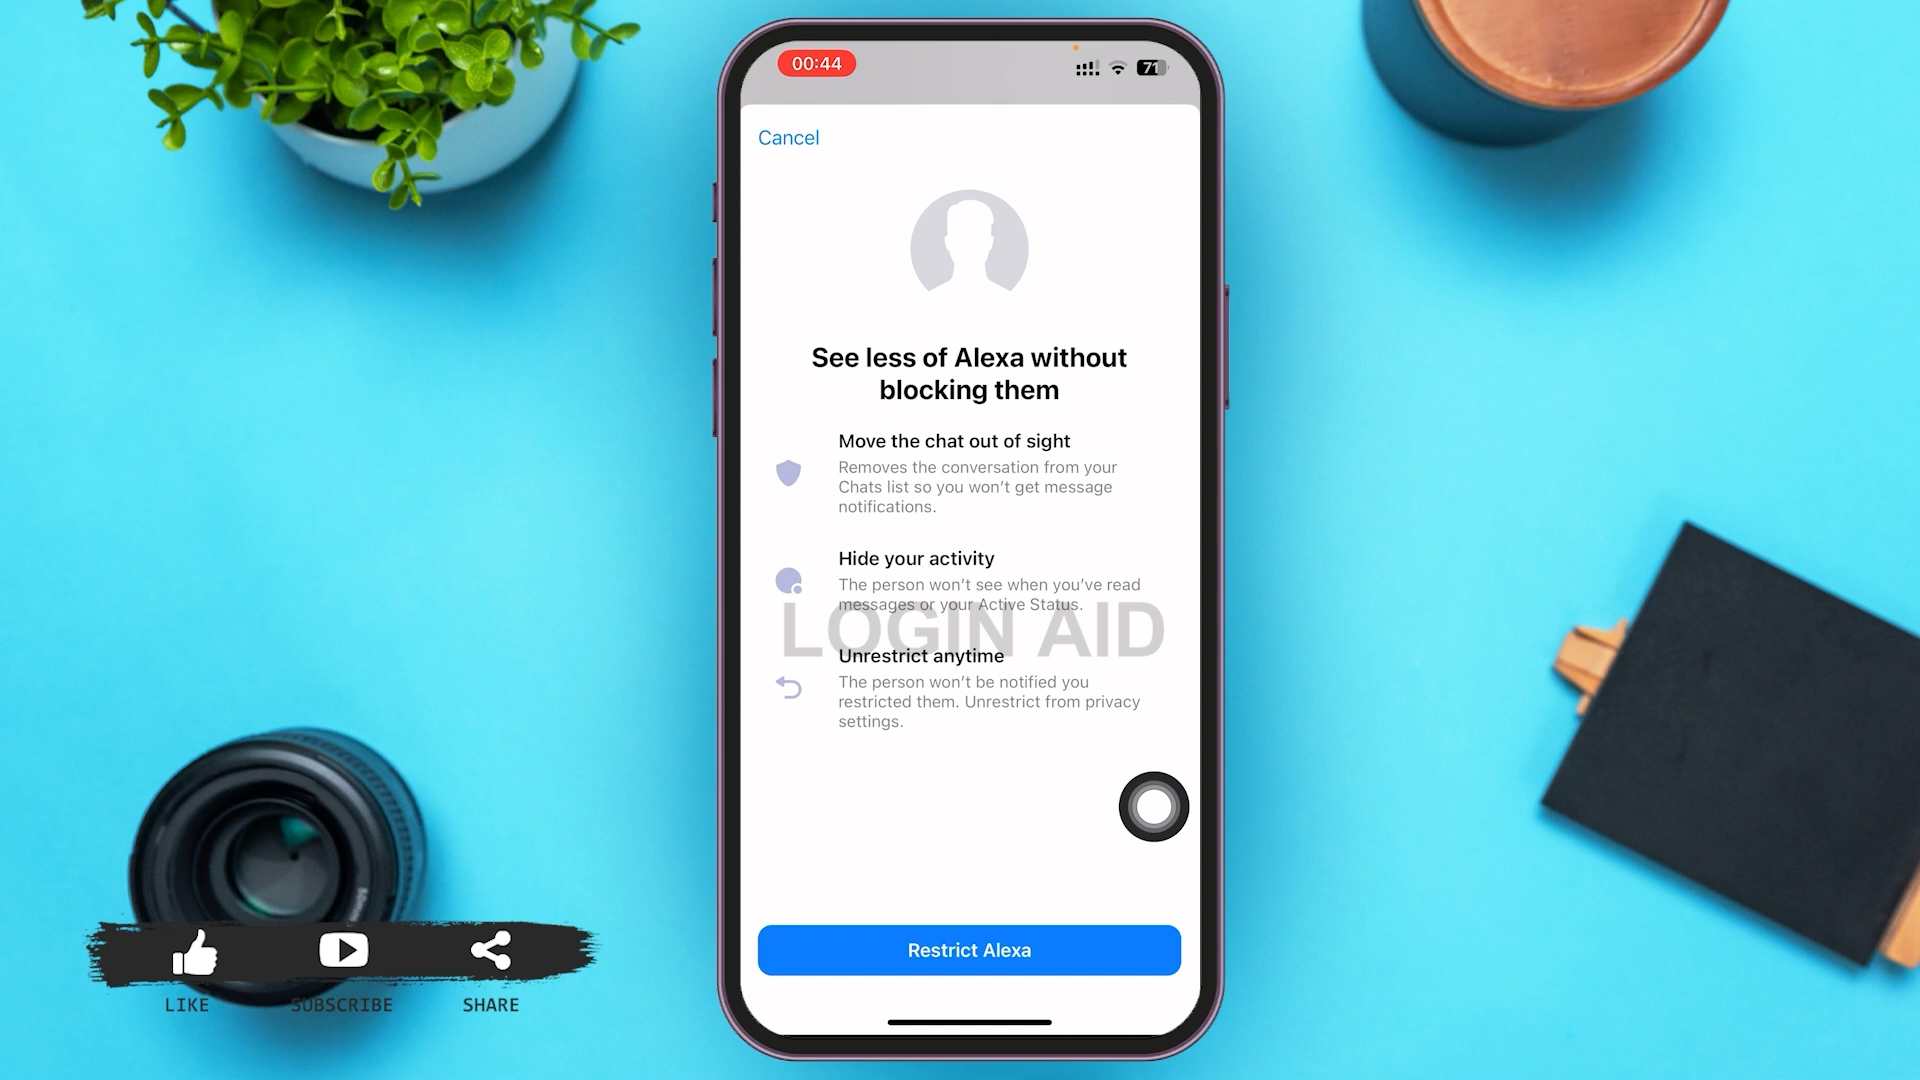 00:44
71
Cancel
See less of Alexa without
blocking them
Move the chat out of sight
Removes the conversation from your
Chats list so you won't get message
notifications.
Hide your activity
The person won't see when you've read
messages or your Active Status.
LOGIN AID
Unrestrict anytime
The person won't be notified you
restricted them. Unrestrict from privacy
settings.
Restrict Alexa
LIKE SUBSCRIBE SHARE